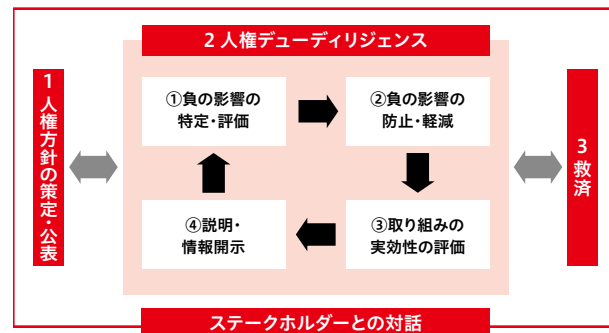 2 人権デューディリジェンス
1 人権方針の策定・公表
①負の影響の
特定・評価
②負の影響の
防止・軽減
3 救済
④説明・
情報開示
③取り組みの
実効性の評価
ステークホルダーとの対話